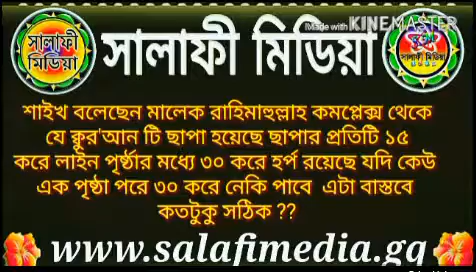 Made with KINEMASTER
সালাফী মিডিয়া
সালাফী মিডিয়া
সালাফী মিডিয়া
শাইখ বলেছেন মালেক রাহিমাহুল্লাহ কমপ্লেক্স থেকে
যে ক্বুর'আন টি ছাপা হয়েছে ছাপার প্রতিটি ১৫
করে লাইন পৃষ্ঠার মধ্যে ৩০ করে হর্প রয়েছে যদি কেউ
এক পৃষ্ঠা পরে ৩০ করে নেকি পাবে এটা বাস্তবে
কতটুকু সঠিক ??
www.salafimedia.gq